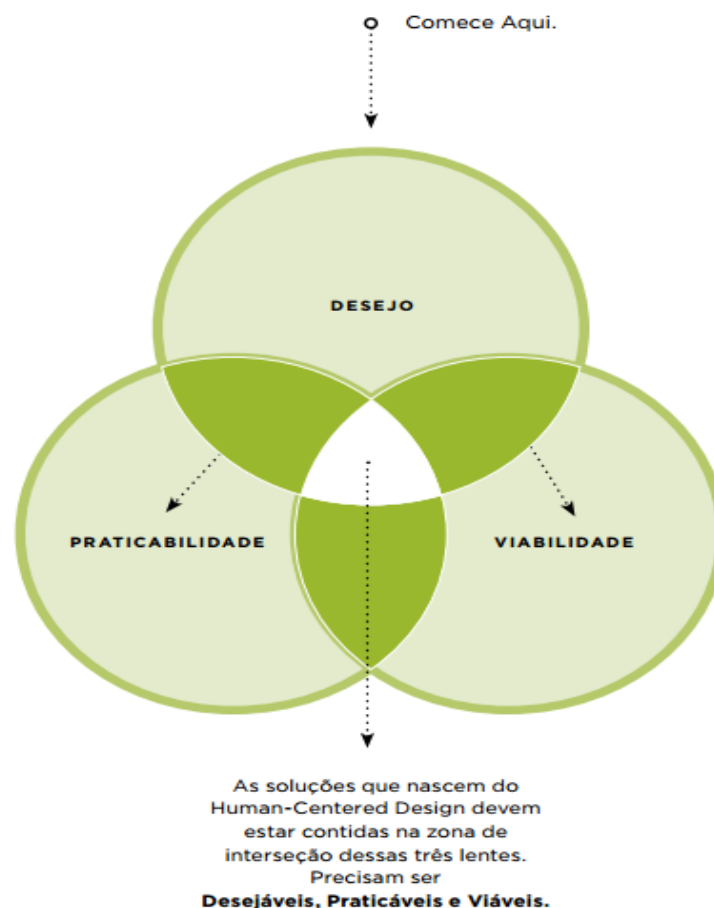 Comece Aqui.
DESEJO
PRATICABILIDADE
VIABILIDADE
As soluções que nascem do
Human-Centered Design devem
estar contidas na zona de
interseção dessas três lentes.
Precisam ser
Desejáveis, Praticáveis e Viáveis.